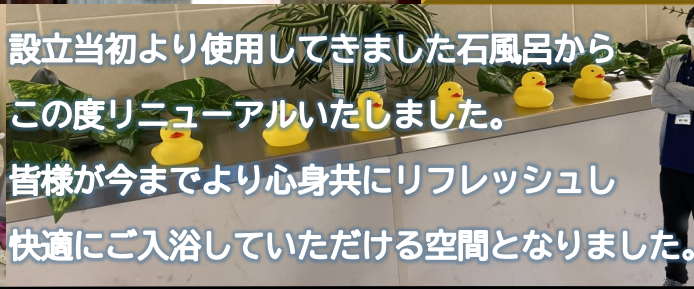 設立当初より使用してきました石風呂から
この度リニューアルいたしました。
皆様が今までより心身共にリフレッシュし
快適にご入浴していただける空間となりました。